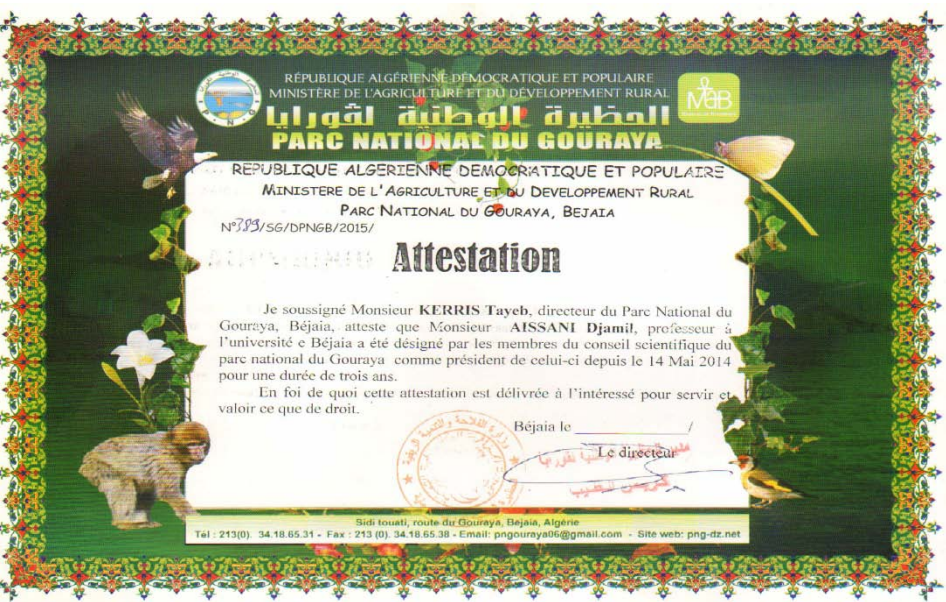 RÉPUBLIQUE ALGÉRIENNE DÉMOCRATIQUE ET POPULAIRE
MINISTÈRE DE L'AGRICULTURE ET DU DÉVELOPPEMENT RURAL
الحظيرة الوطنية لقورايا
PARC NATIONAL DU GOURAYA
MaB
REPUBLIQUE ALGERIENNE DEMOCRATIQUE ET POPULAIRE
MINISTERE DE L'AGRICULTURE ET DU DEVELOPPEMENT RURAL
PARC NATIONAL DU GOURAYA, BEJAIA
N°389/SG/DPNGB/2015/
Attestation
Je soussigné Monsieur KERRIS Tayeb, directeur du Parc National du
Gouraya, Béjaia, atteste que Monsieur AISSANI Djamil, professeur à
l'université e Béjaia a été désigné par les membres du conseil scientifique du
parc national du Gouraya comme président de celui-ci depuis le 14 Mai 2014
pour une durée de trois ans.
En foi de quoi cette attestation est délivrée à l'intéressé pour servir et
valoir ce que de droit.
Béjaia le ____________/
Le directeur
Sidi touati, route du Gouraya, Bejaia, Algérie
Tél : 213(0). 34.18.65.31 - Fax : 213 (0). 34.18.65.38 - Email: pngouraya06@gmail.com - Site web: png-dz.net